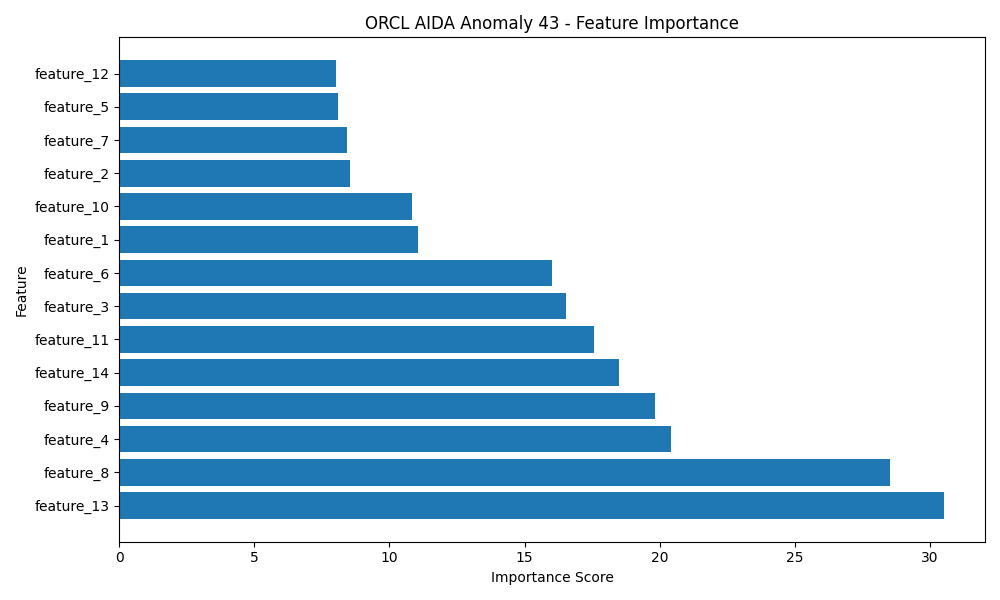 ORCL AIDA Anomaly 43 - Feature Importance
feature_12
feature_5
feature_7
feature_2
feature_10
feature_1
feature_6
feature_3
feature_11
feature_14
feature_9
feature_4
feature_8
feature_13
Feature
0 5 10 15 20 25 30
Importance Score